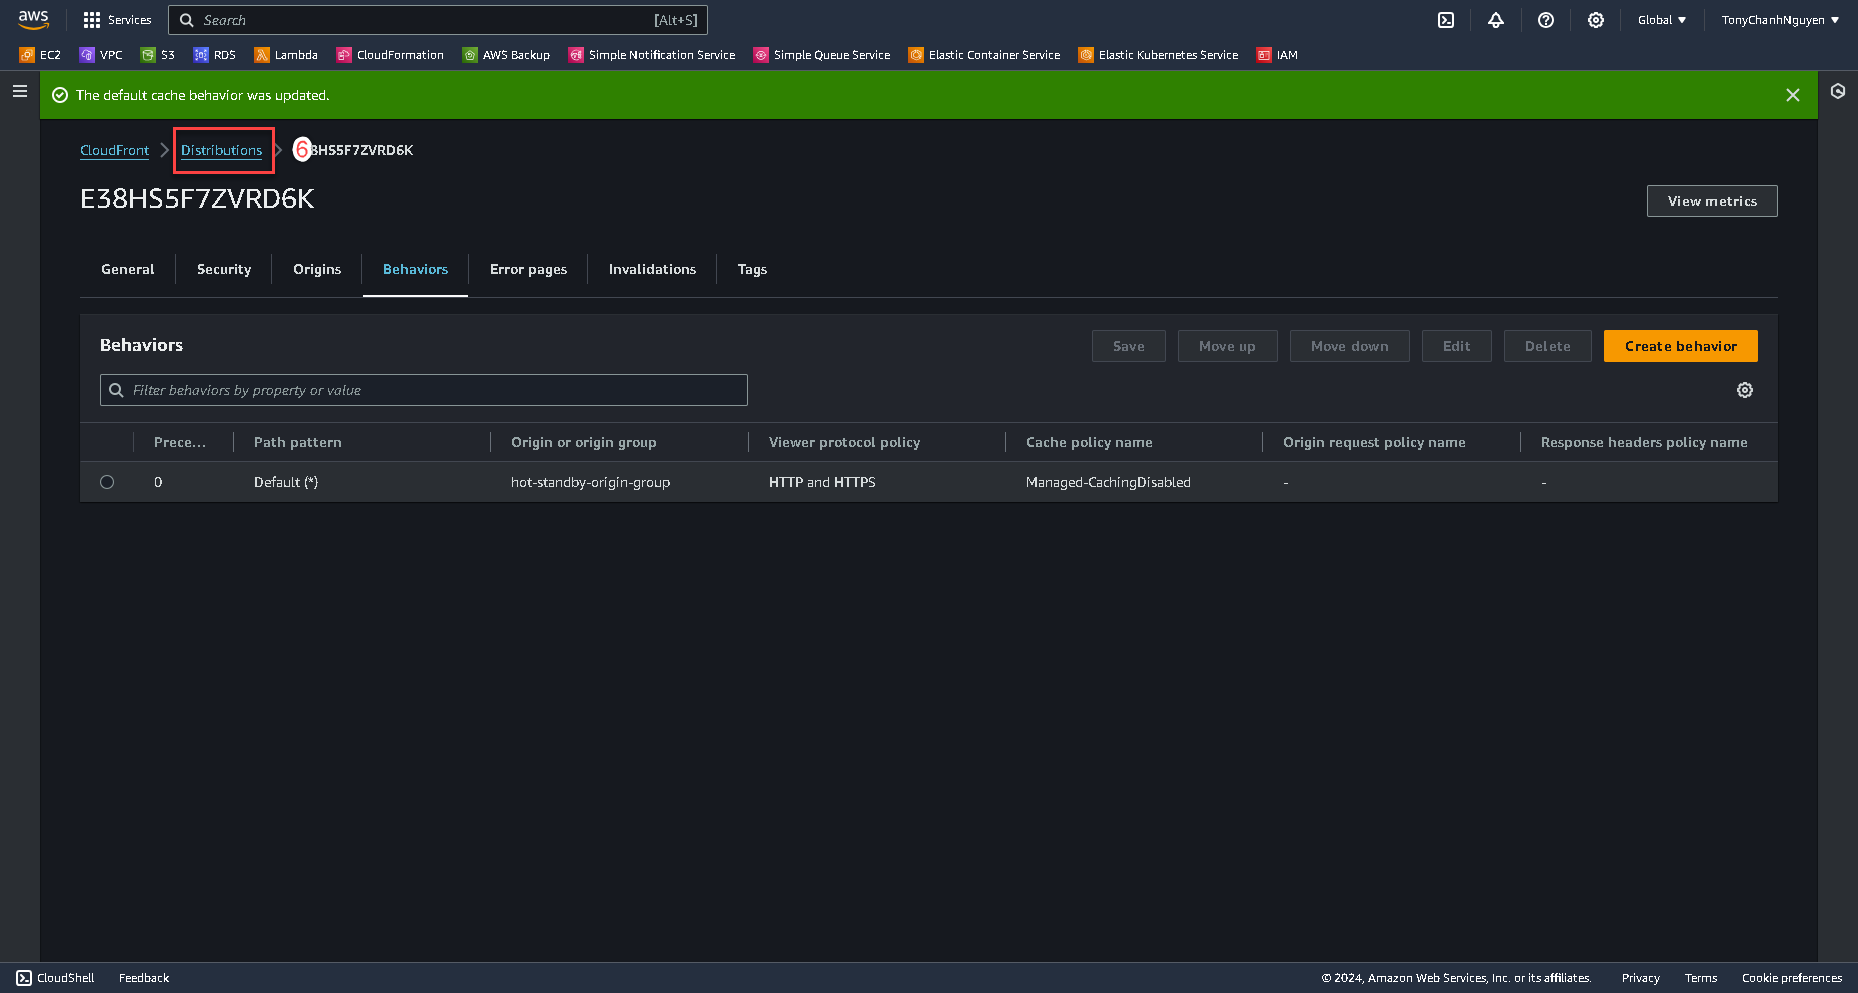 aws Services Search [Alt+S] Global TonyChanhNguyen
EC2 VPC S3 RDS Lambda CloudFormation AWS Backup Simple Notification Service Simple Queue Service Elastic Container Service Elastic Kubernetes Service IAM
The default cache behavior was updated.
CloudFront Distributions 6 8HS5F7ZVRD6K
E38HS5F7ZVRD6K View metrics
General Security Origins Behaviors Error pages Invalidations Tags
Behaviors Save Move up Move down Edit Delete Create behavior
Filter behaviors by property or value
Prece... Path pattern Origin or origin group Viewer protocol policy Cache policy name Origin request policy name Response headers policy name
0 Default (*) hot-standby-origin-group HTTP and HTTPS Managed-CachingDisabled - -
CloudShell Feedback © 2024, Amazon Web Services, Inc. or its affiliates. Privacy Terms Cookie preferences